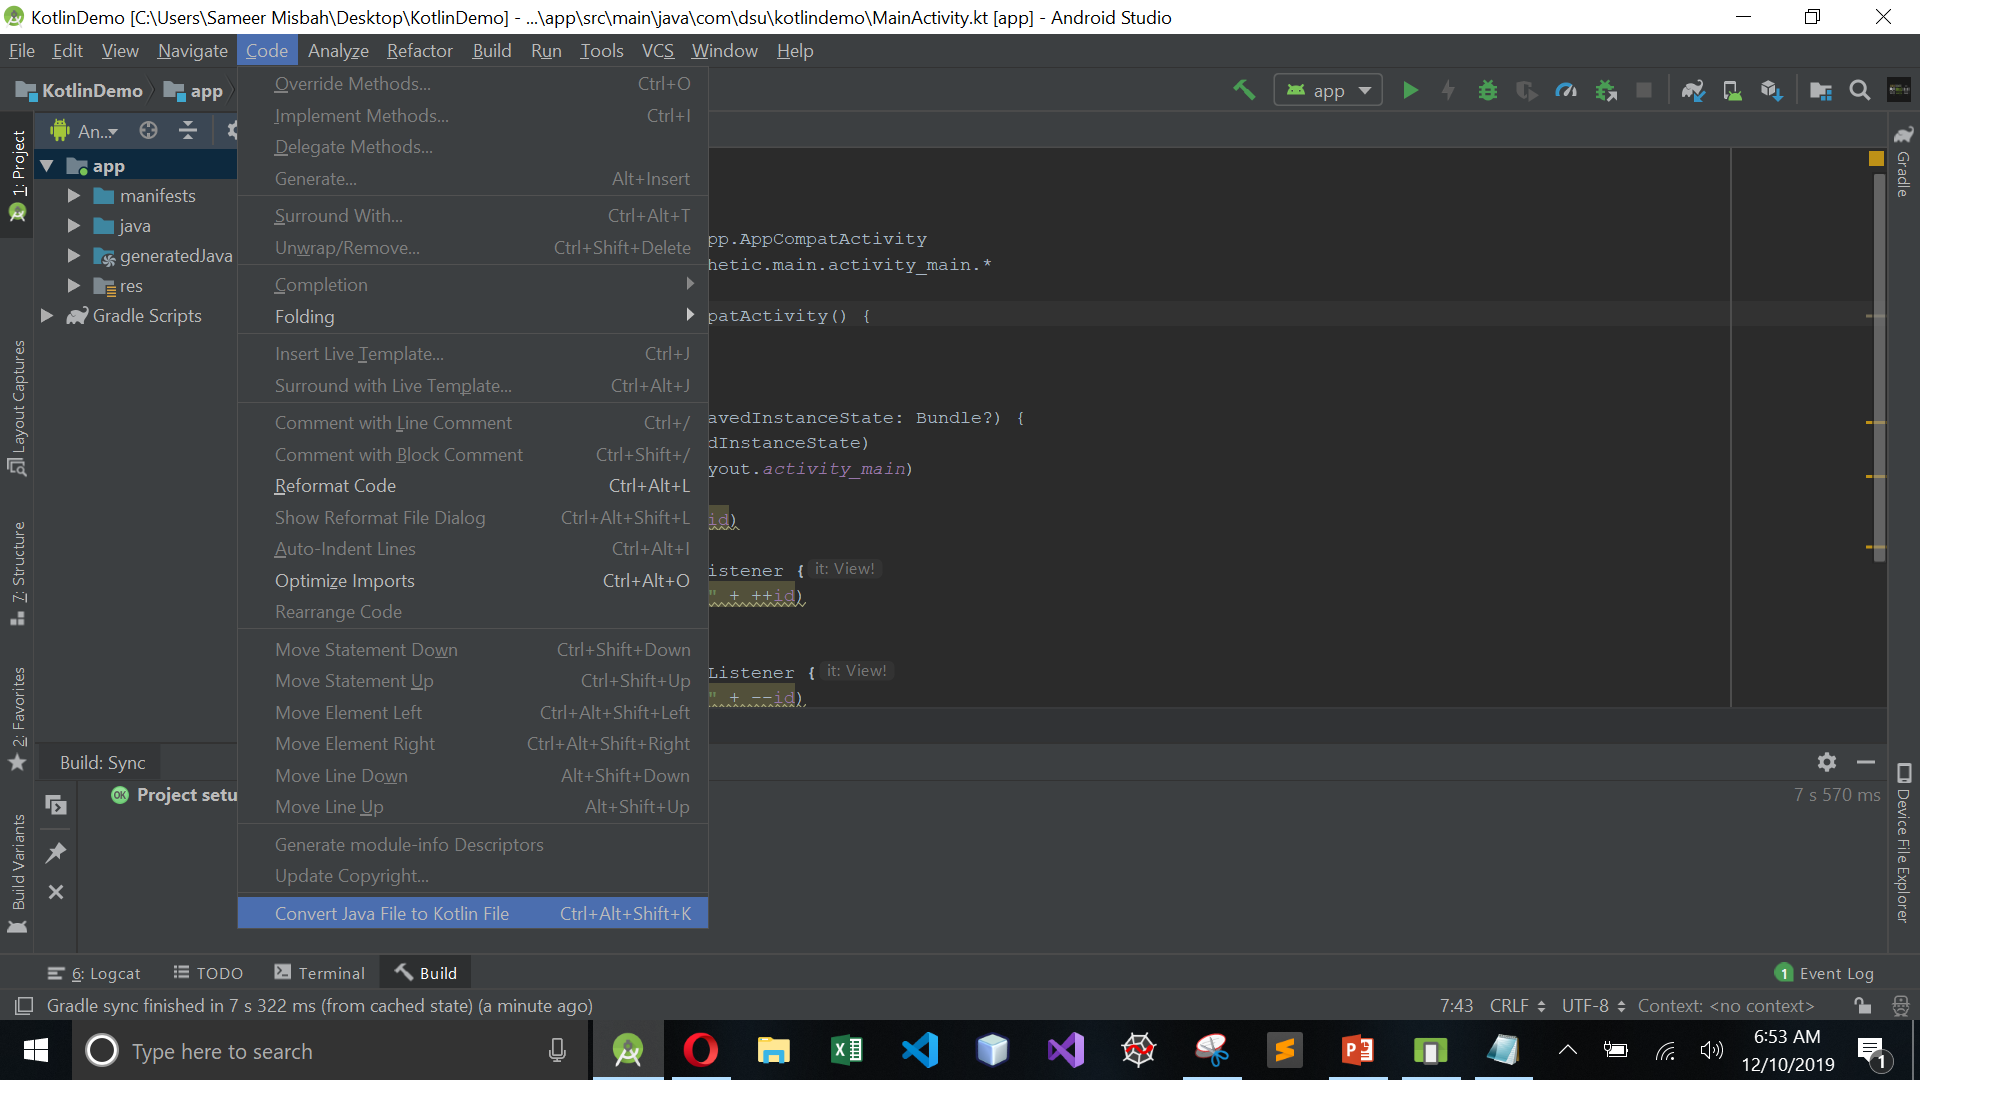 KotlinDemo [C:\Users\Sameer Misbah\Desktop\KotlinDemo] - ...\app\src\main\java\com\dsu\kotlindemo\MainActivity.kt [app] - Android Studio
File Edit View Navigate Code Analyze Refactor Build Run Tools VCS Window Help
KotlinDemo app
app
An...
1: Project
Layout Captures
7: Structure
2: Favorites
Build Variants
app
manifests
java
generatedJava
res
Gradle Scripts
Override Methods... Ctrl+O
Implement Methods... Ctrl+I
Delegate Methods...
Generate... Alt+Insert
Surround With... Ctrl+Alt+T
Unwrap/Remove... Ctrl+Shift+Delete
Completion
Folding
Insert Live Template... Ctrl+J
Surround with Live Template... Ctrl+Alt+J
Comment with Line Comment Ctrl+/
Comment with Block Comment Ctrl+Shift+/
Reformat Code Ctrl+Alt+L
Show Reformat File Dialog Ctrl+Alt+Shift+L
Auto-Indent Lines Ctrl+Alt+I
Optimize Imports Ctrl+Alt+O
Rearrange Code
Move Statement Down Ctrl+Shift+Down
Move Statement Up Ctrl+Shift+Up
Move Element Left Ctrl+Alt+Shift+Left
Move Element Right Ctrl+Alt+Shift+Right
Move Line Down Alt+Shift+Down
Move Line Up Alt+Shift+Up
Generate module-info Descriptors
Update Copyright...
Convert Java File to Kotlin File Ctrl+Alt+Shift+K
pp.AppCompatActivity
hetic.main.activity_main.*
patActivity() {
avedInstanceState: Bundle?) {
dInstanceState)
yout.activity_main)
id)
istener { it: View!
" + ++id)
Listener { it: View!
" + --id)
Gradle
Device File Explorer
Build: Sync
OK Project setu
7 s 570 ms
6: Logcat TODO Terminal Build
1 Event Log
Gradle sync finished in 7 s 322 ms (from cached state) (a minute ago)
7:43 CRLF UTF-8 Context: <no context>
Type here to search
6:53 AM
12/10/2019
1